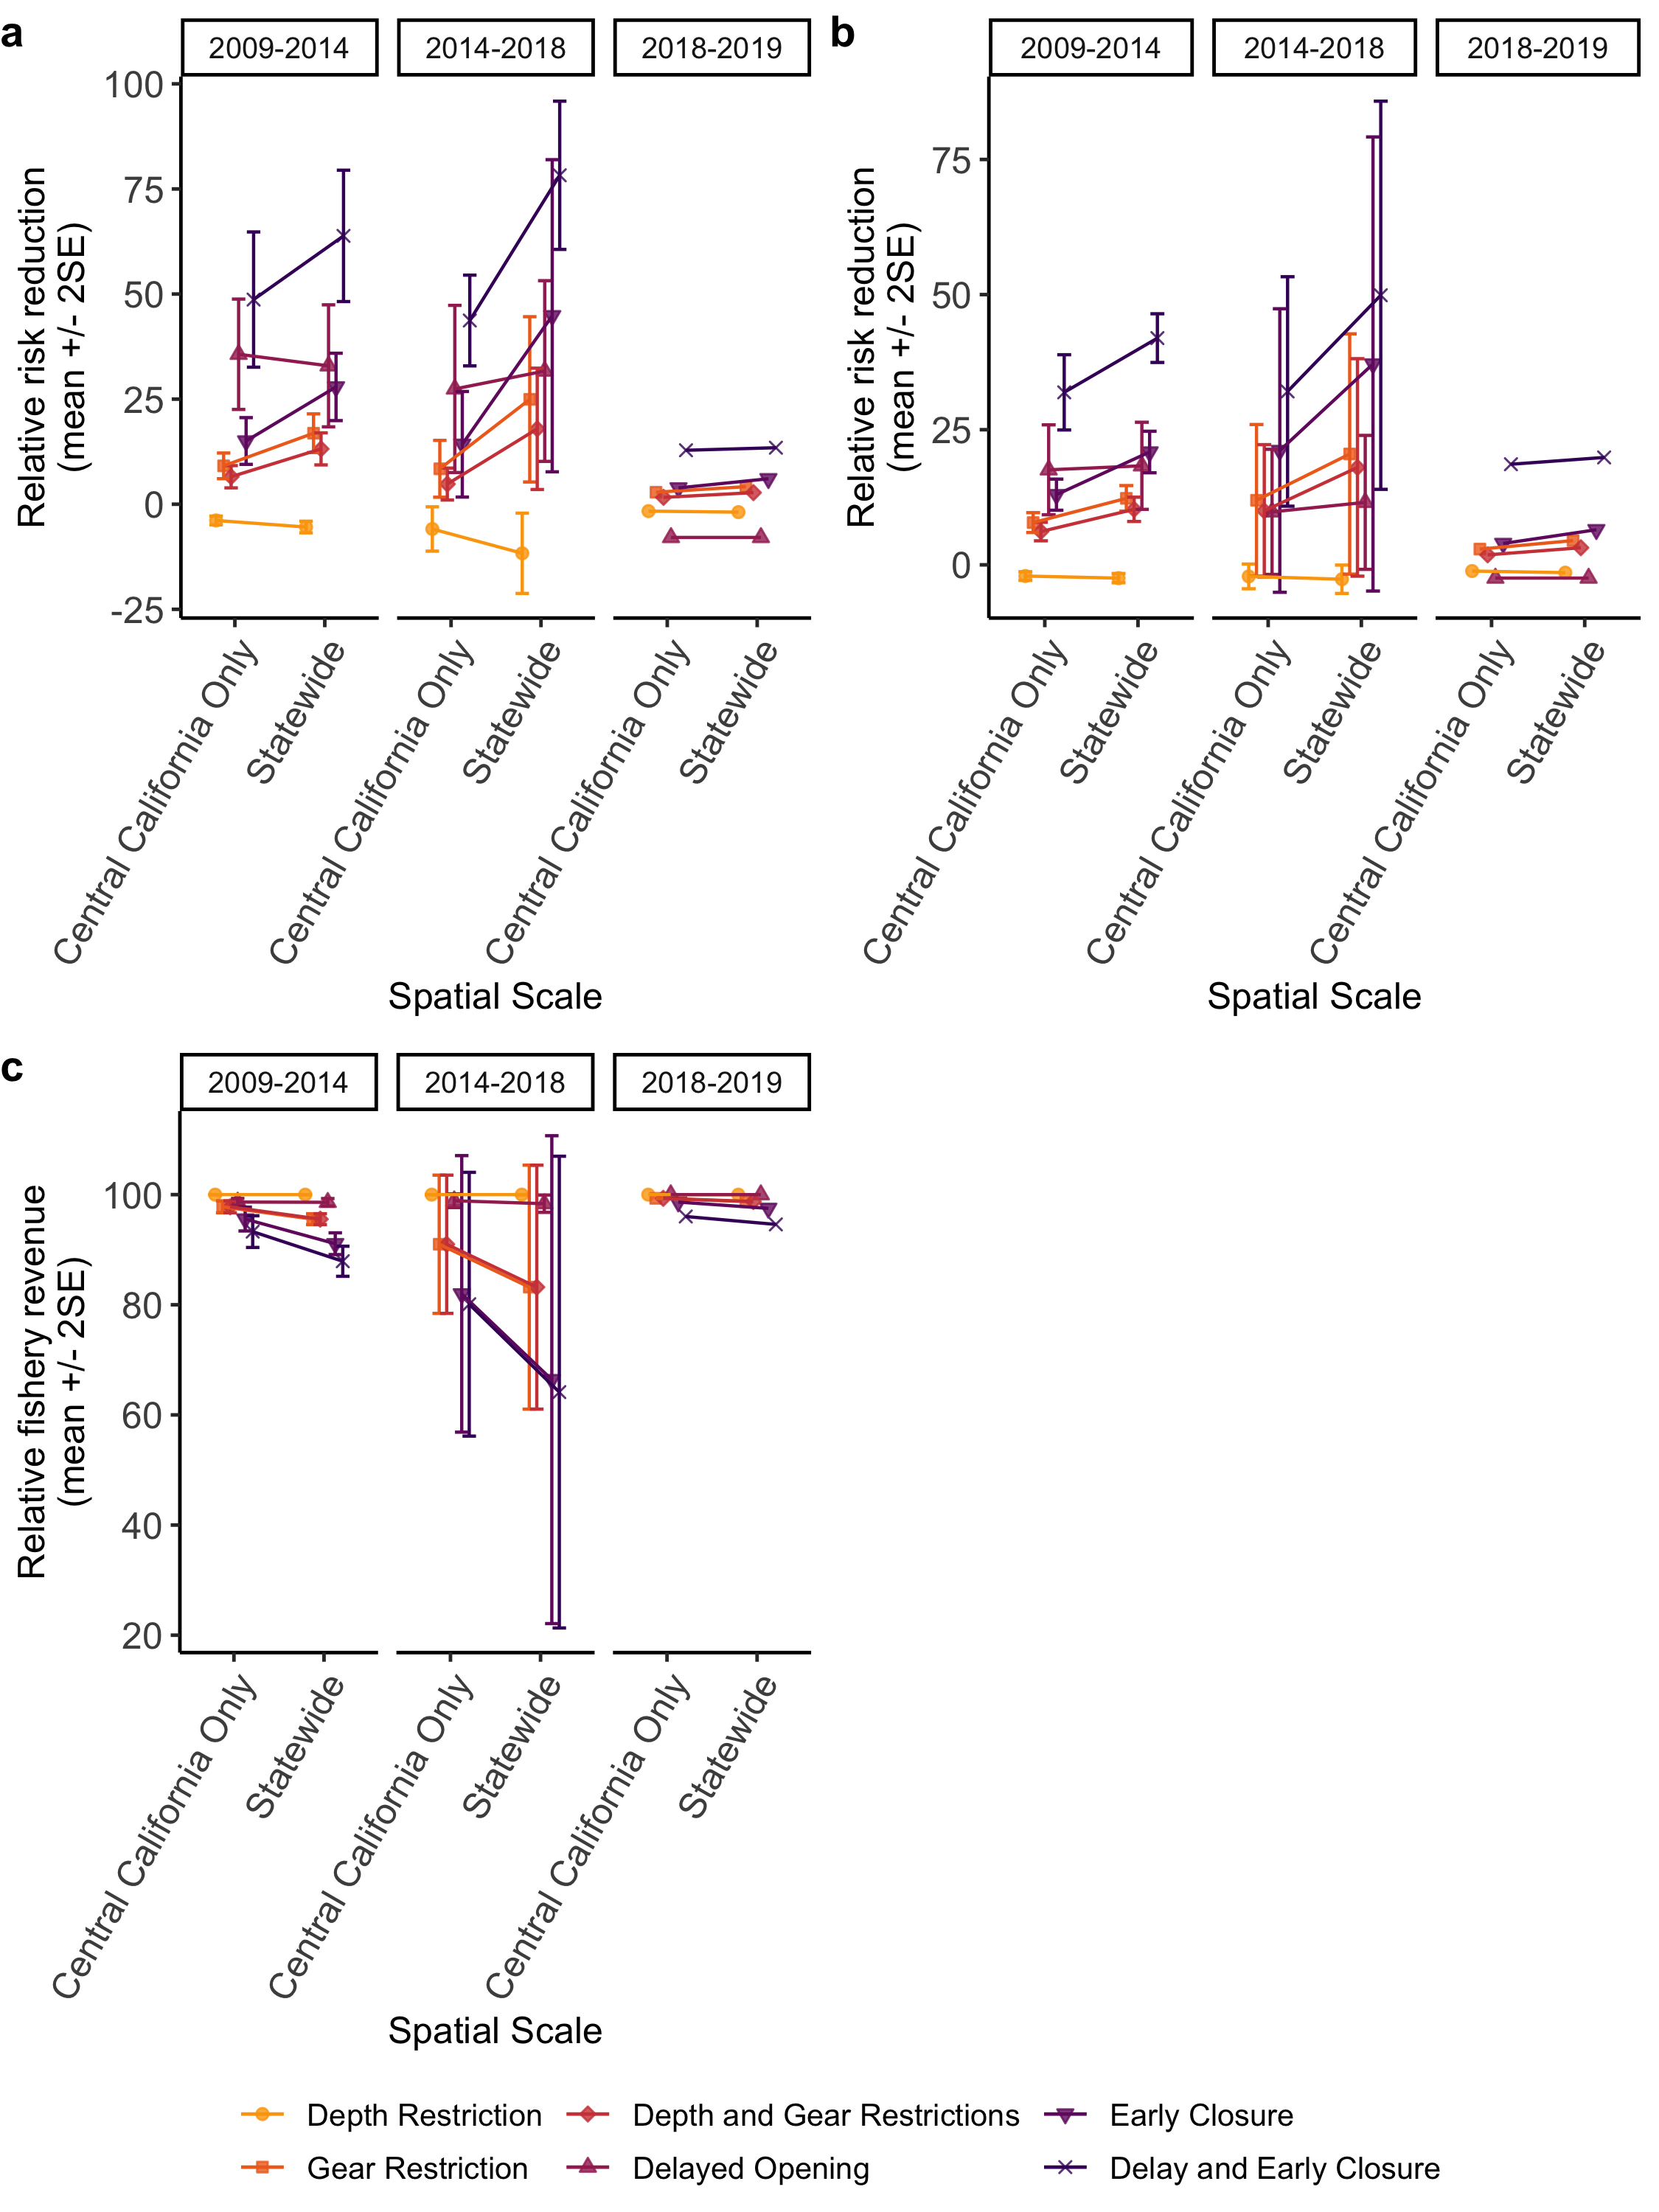 a
2009-2014
2014-2018
2018-2019
Relative risk reduction
(mean +/- 2SE)
100
75
50
25
0
-25
Central California Only
Statewide
Central California Only
Statewide
Central California Only
Statewide
Spatial Scale
b
2009-2014
2014-2018
2018-2019
Relative risk reduction
(mean +/- 2SE)
75
50
25
0
Central California Only
Statewide
Central California Only
Statewide
Central California Only
Statewide
Spatial Scale
c
2009-2014
2014-2018
2018-2019
Relative fishery revenue
(mean +/- 2SE)
100
80
60
40
20
Central California Only
Statewide
Central California Only
Statewide
Central California Only
Statewide
Spatial Scale
Depth Restriction
Depth and Gear Restrictions
Early Closure
Gear Restriction
Delayed Opening
Delay and Early Closure